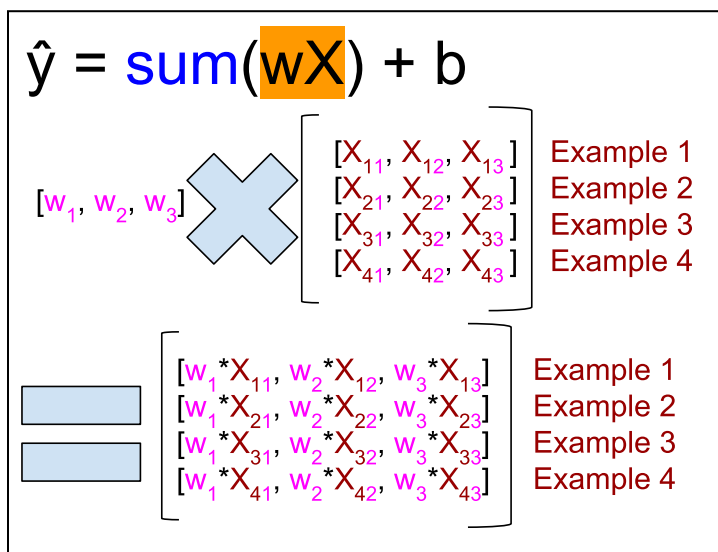 ŷ = sum(wX) + b
[X₁₁, X₁₂, X₁₃] Example 1
[w₁, w₂, w₃] [X₂₁, X₂₂, X₂₃] Example 2
[X₃₁, X₃₂, X₃₃] Example 3
[X₄₁, X₄₂, X₄₃] Example 4
[w₁*X₁₁, w₂*X₁₂, w₃*X₁₃] Example 1
[w₁*X₂₁, w₂*X₂₂, w₃*X₂₃] Example 2
[w₁*X₃₁, w₂*X₃₂, w₃*X₃₃] Example 3
[w₁*X₄₁, w₂*X₄₂, w₃*X₄₃] Example 4